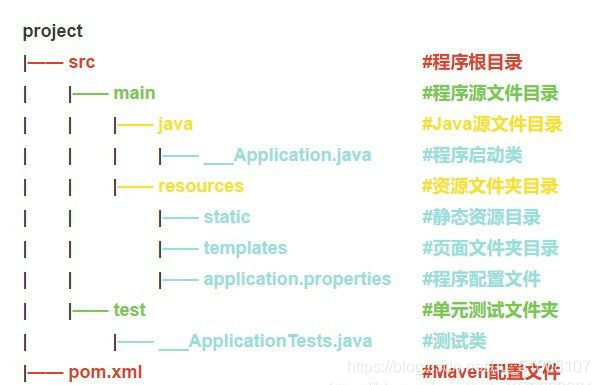 project
|—— src #程序根目录
| |—— main #程序源文件目录
| | |—— java #Java源文件目录
| | | |—— ___Application.java #程序启动类
| | |—— resources #资源文件夹目录
| | |—— static #静态资源目录
| | |—— templates #页面文件夹目录
| | |—— application.properties #程序配置文件
| |—— test #单元测试文件夹
| | |—— ___ApplicationTests.java #测试类
|—— pom.xml #Maven配置文件